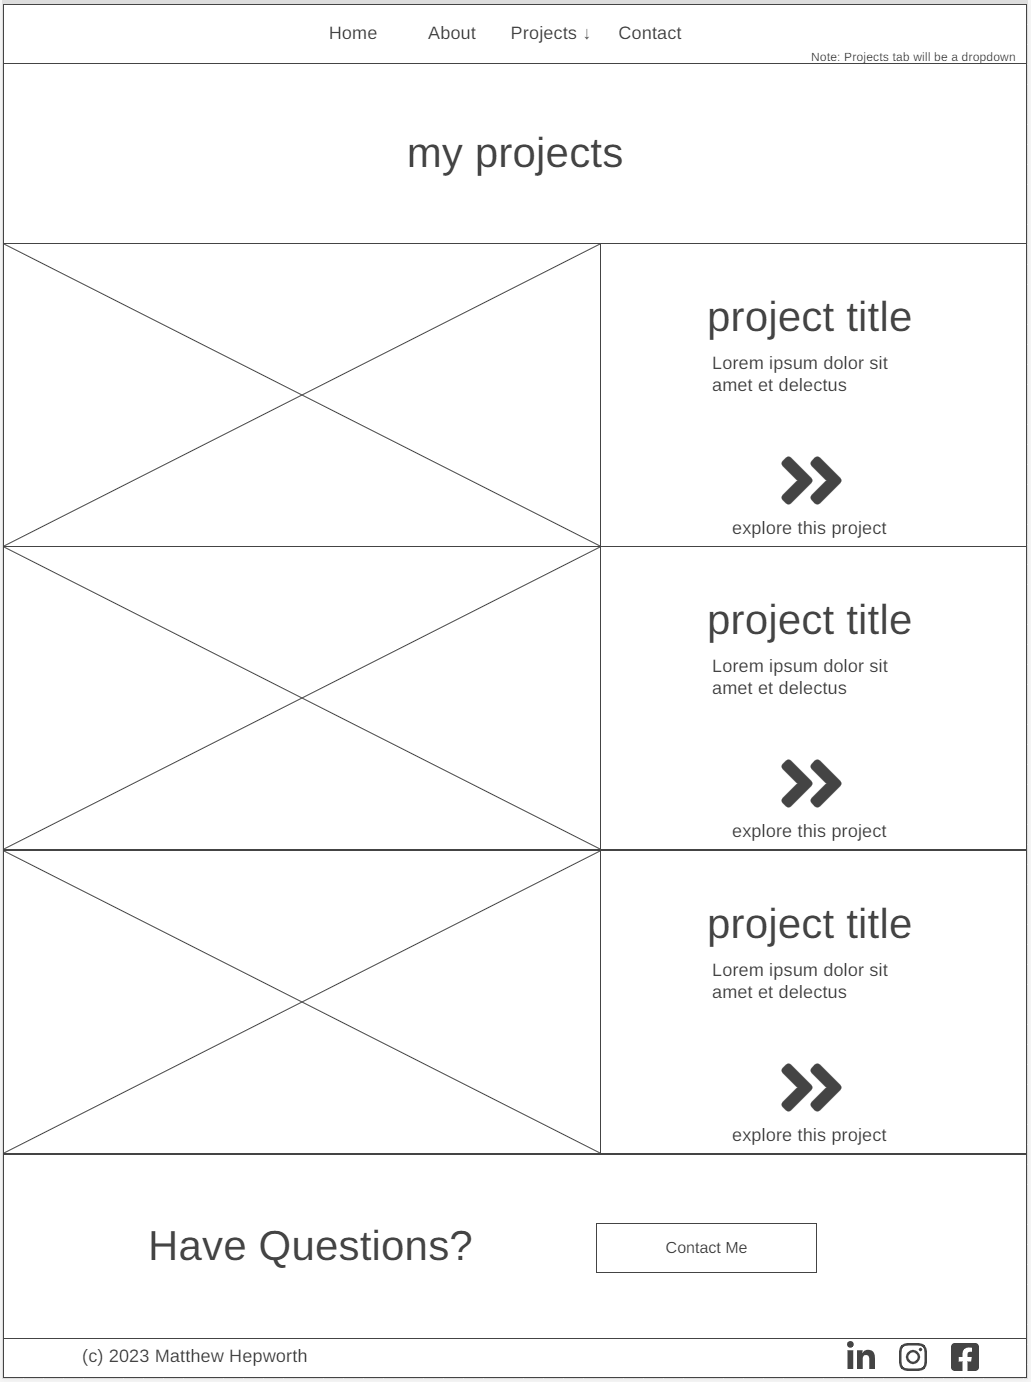 Home About Projects ↓ Contact
Note: Projects tab will be a dropdown
my projects
project title
Lorem ipsum dolor sit
amet et delectus
explore this project
project title
Lorem ipsum dolor sit
amet et delectus
explore this project
project title
Lorem ipsum dolor sit
amet et delectus
explore this project
Have Questions?
Contact Me
(c) 2023 Matthew Hepworth